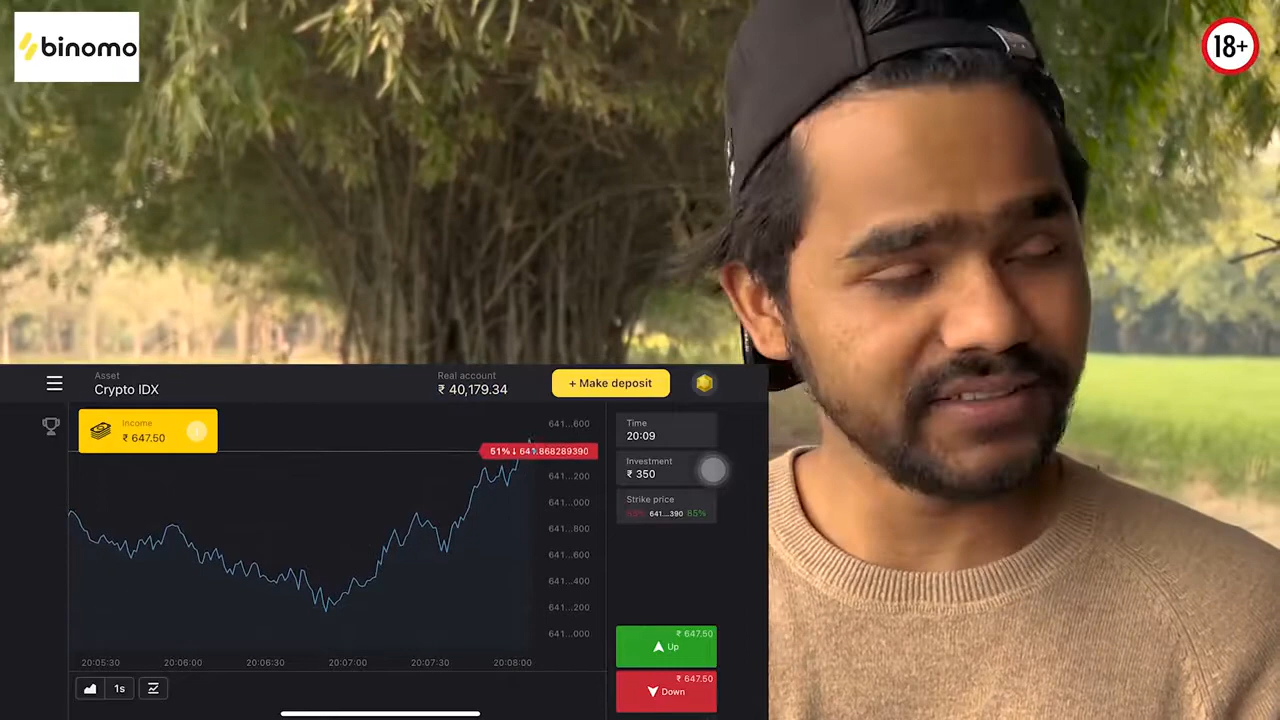 binomo
18+
Asset
Crypto IDX
Real account
₹ 40,179.34
+ Make deposit
Income
₹ 647.50
51% ↓ 641.868289390
641...600
641...200
641...000
641...800
641...600
641...400
641...200
641...000
Time
20:09
Investment
₹ 350
Strike price
641...390 85%
₹ 647.50
Up
₹ 647.50
Down
20:05:30 20:06:00 20:06:30 20:07:00 20:07:30 20:08:00
1s